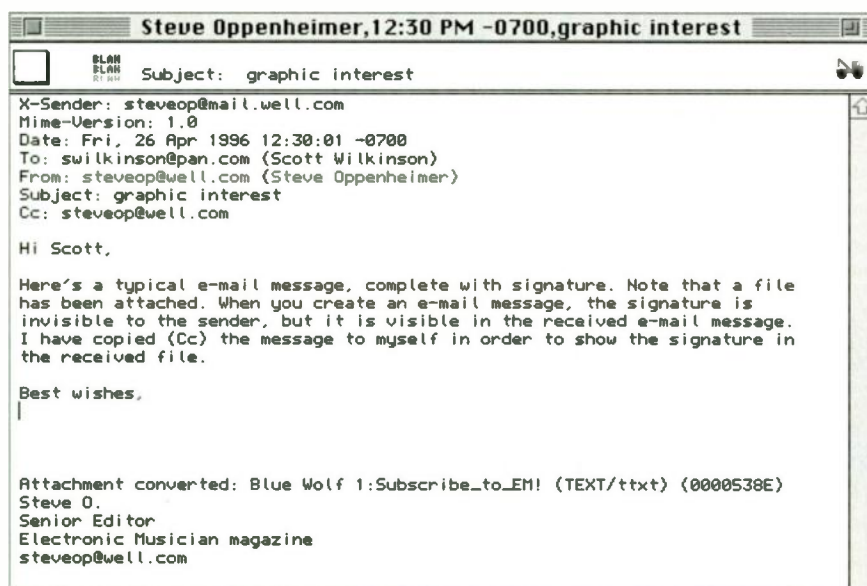 Steve Oppenheimer,12:30 PM -0700,graphic interest
BLAH
BLAH
BLAH
Subject: graphic interest
X-Sender: steveop@mail.well.com
Mime-Version: 1.0
Date: Fri, 26 Apr 1996 12:30:01 -0700
To: swilkinson@pan.com (Scott Wilkinson)
From: steveop@well.com (Steve Oppenheimer)
Subject: graphic interest
Cc: steveop@well.com
Hi Scott,
Here's a typical e-mail message, complete with signature. Note that a file
has been attached. When you create an e-mail message, the signature is
invisible to the sender, but it is visible in the received e-mail message.
I have copied (Cc) the message to myself in order to show the signature in
the received file.
Best wishes,
Attachment converted: Blue Wolf 1:Subscribe_to_EM! (TEXT/ttxt) (0000538E)
Steve O.
Senior Editor
Electronic Musician magazine
steveop@well.com